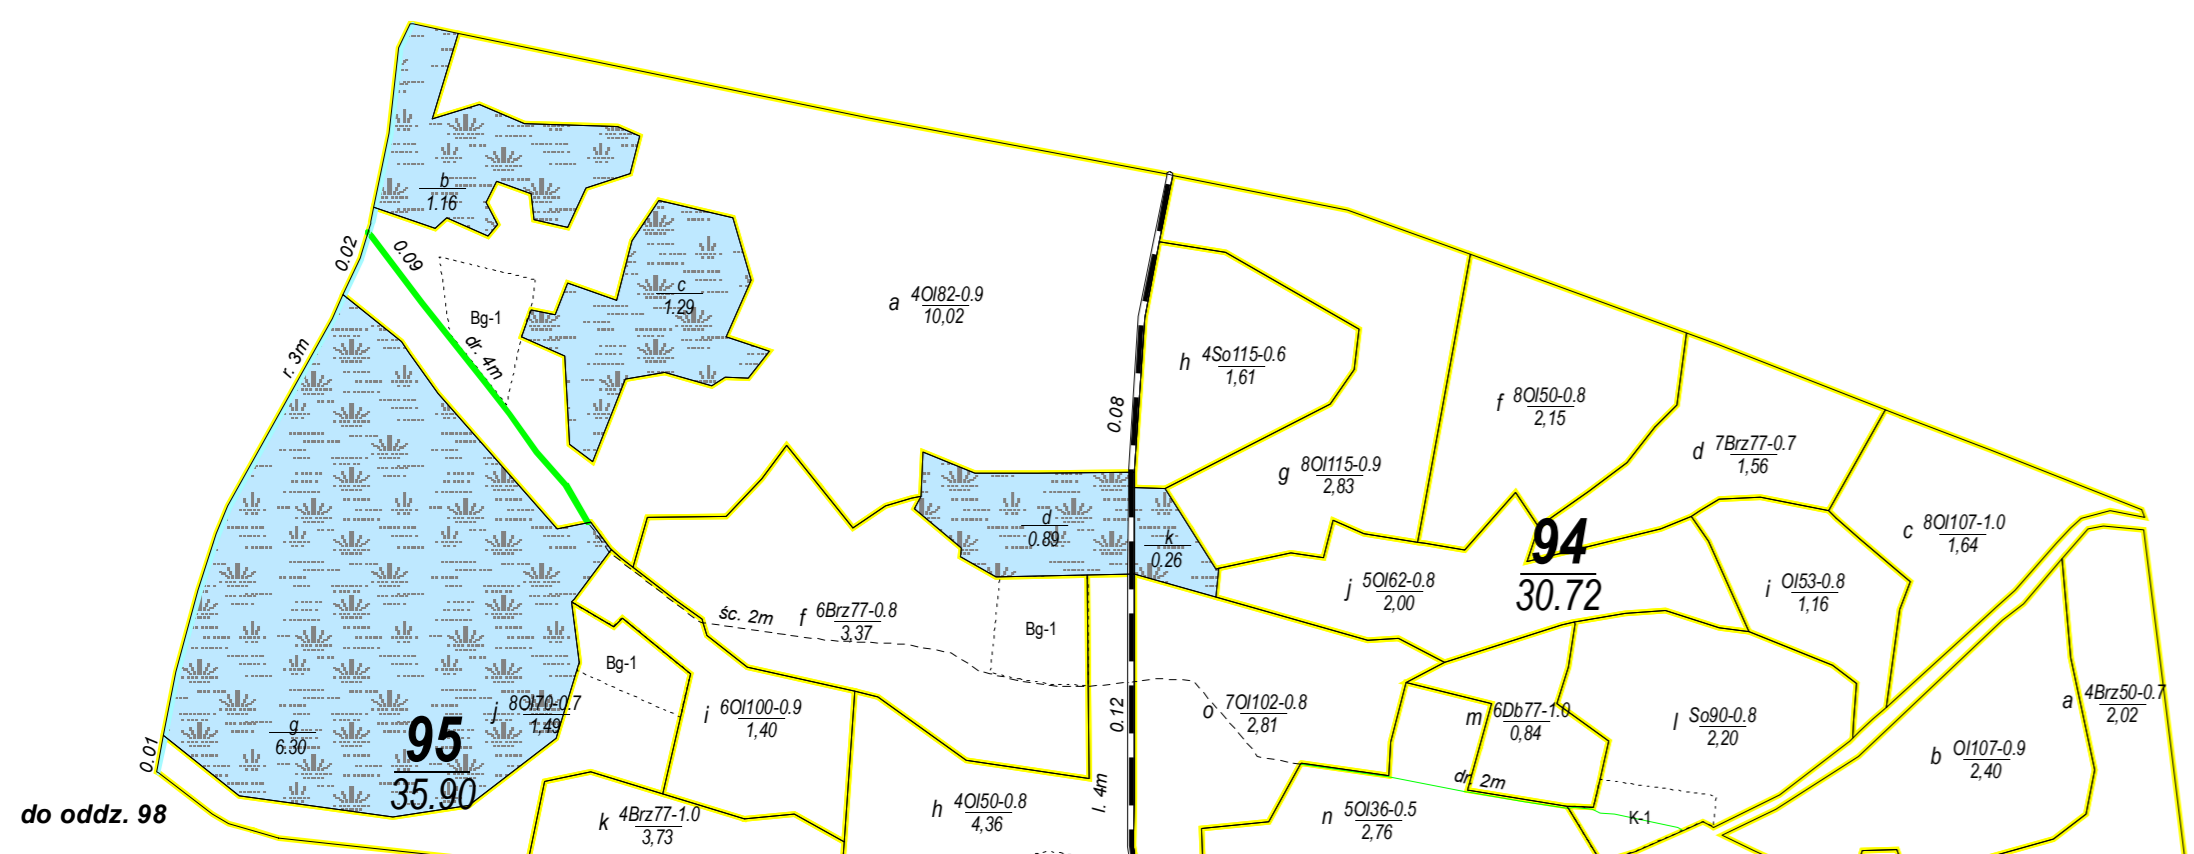 b
1.16
0.02
0.09
Bg-1
dr. 4m
c
1.29
a 4Ol82-0.9
10,02
r. 3m
0.08
h 4So115-0.6
1,61
g 8Ol115-0.9
2,83
f 8Ol50-0.8
2,15
d 7Brz77-0.7
1,56
c 8Ol107-1.0
1,64
d
0.89
k
0.26
94
30.72
j 5Ol62-0.8
2,00
i Ol53-0.8
1,16
śc. 2m
f 6Brz77-0.8
3,37
Bg-1
Bg-1
j 8Ol70-0.7
1,49
i 6Ol100-0.9
1,40
0.12
o 7Ol102-0.8
2,81
m 6Db77-1.0
0,84
l So90-0.8
2,20
a 4Brz50-0.7
2,02
b Ol107-0.9
2,40
g
6.30
95
35.90
0.01
do oddz. 98
k 4Brz77-1.0
3,73
h 4Ol50-0.8
4,36
l. 4m
dr. 2m
n 5Ol36-0.5
2,76
K-1